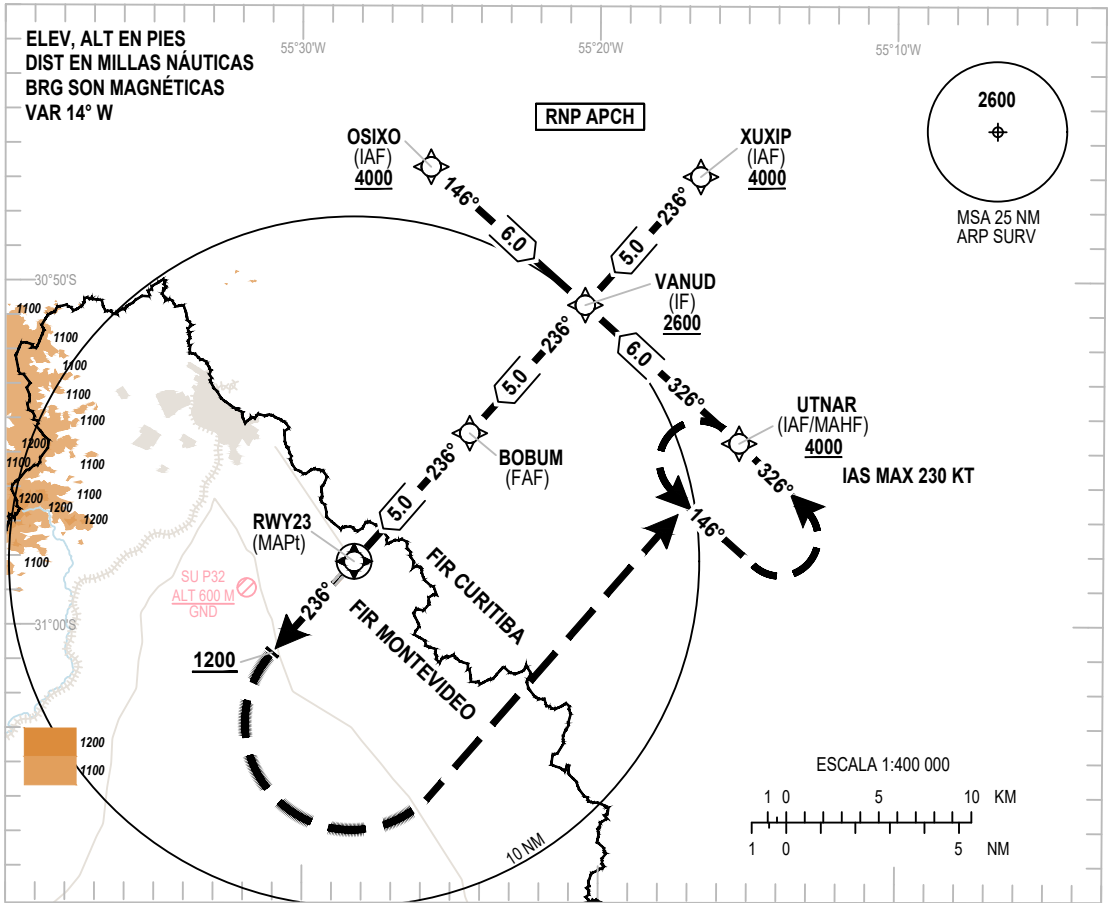 ELEV, ALT EN PIES
DIST EN MILLAS NÁUTICAS
BRG SON MAGNÉTICAS
VAR 14° W
55°30'W
55°20'W
55°10'W
RNP APCH
2600
MSA 25 NM
ARP SURV
OSIXO
(IAF)
4000
XUXIP
(IAF)
4000
146°
6.0
236°
5.0
30°50'S
VANUD
(IF)
2600
236°
5.0
236°
6.0
326°
UTNAR
(IAF/MAHF)
4000
326°
IAS MAX 230 KT
146°
BOBUM
(FAF)
5.0
RWY23
(MAPt)
236°
1200
SU P32
ALT 600 M
GND
FIR CURITIBA
FIR MONTEVIDEO
31°00'S
1100
1100
1100
1100
1100
1200
1100
1100
1200
1100
1200
1200
1100
1200
1100
10 NM
ESCALA 1:400 000
1 0 5 10 KM
1 0 5 NM